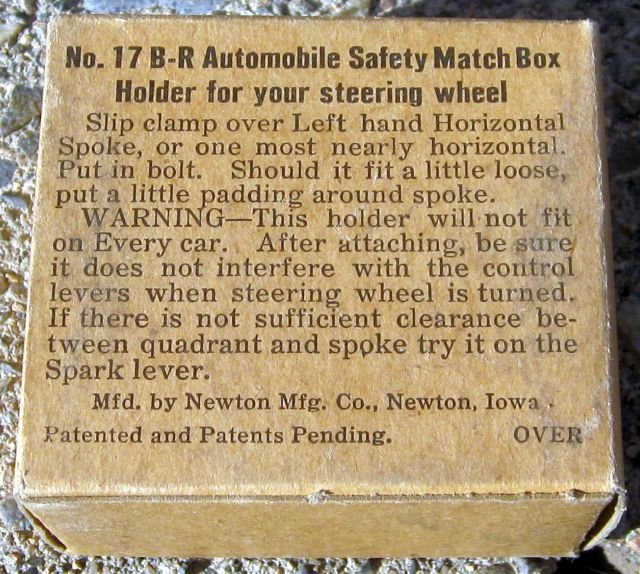 No. 17 B-R Automobile Safety Match Box
Holder for your steering wheel
Slip clamp over Left hand Horizontal
Spoke, or one most nearly horizontal.
Put in bolt. Should it fit a little loose,
put a little padding around spoke.
WARNING—This holder will not fit
on Every car. After attaching, be sure
it does not interfere with the control
levers when steering wheel is turned.
If there is not sufficient clearance be-
tween quadrant and spoke try it on the
Spark lever.
Mfd. by Newton Mfg. Co., Newton, Iowa.
Patented and Patents Pending. OVER